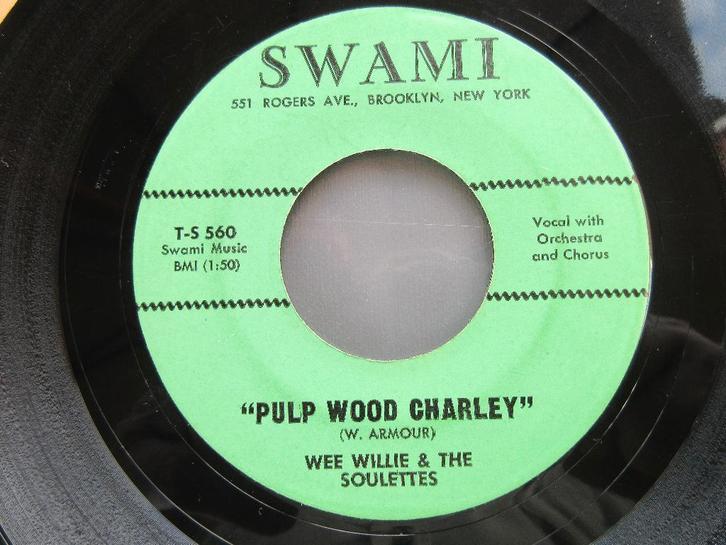 SWAMI
551 ROGERS AVE., BROOKLYN, NEW YORK
T-S 560
Swami Music
BMI (1:50)
Vocal with
Orchestra
and Chorus
"PULP WOOD CHARLEY"
(W. ARMOUR)
WEE WILLIE & THE
SOULETTES